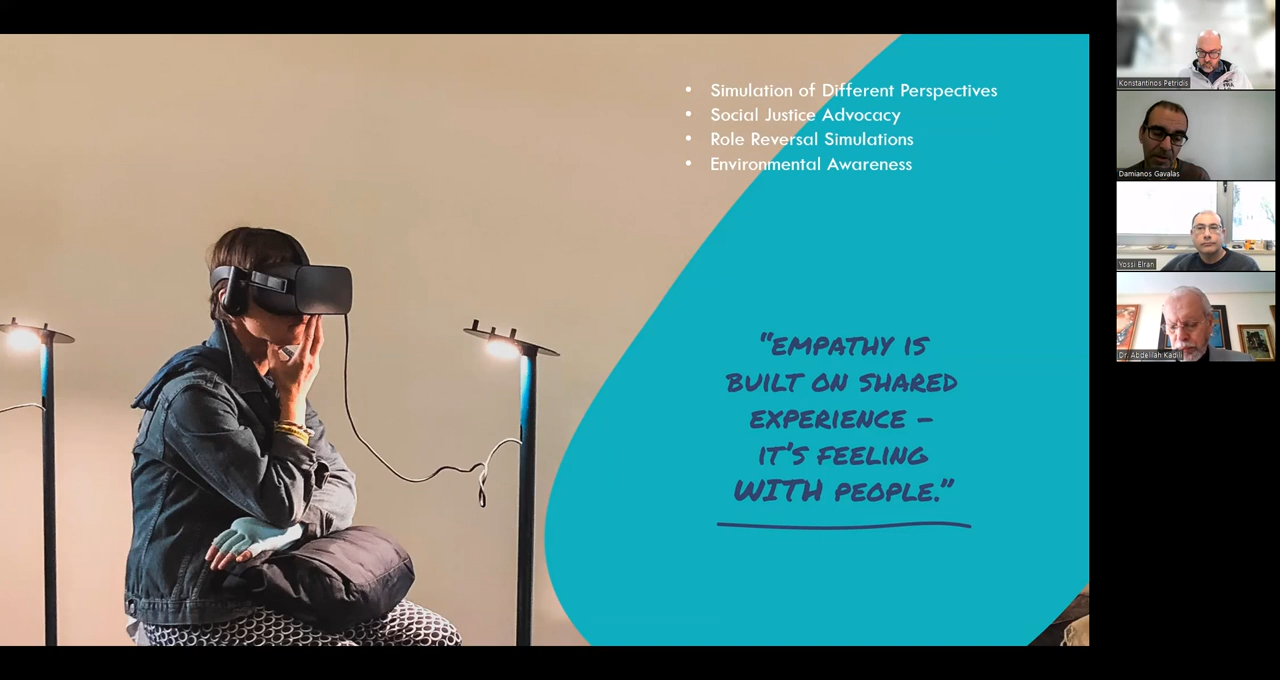 • Simulation of Different Perspectives
• Social Justice Advocacy
• Role Reversal Simulations
• Environmental Awareness
“EMPATHY IS
BUILT ON SHARED
EXPERIENCE –
IT’S FEELING
WITH PEOPLE.”
Konstantinos Petridis
Damianos Gavalas
Yossi Elran
Dr. Abdelilah Kadili